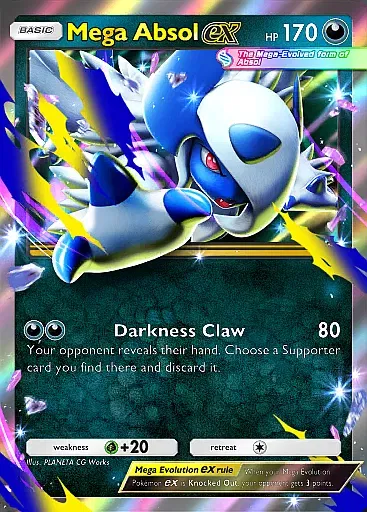 BASIC Mega Absol ex HP 170
The Mega-Evolved form of
Absol
Darkness Claw 80
Your opponent reveals their hand. Choose a Supporter
card you find there and discard it.
weakness +20 retreat
Illus. PLANETA CG Works
Mega Evolution ex rule When your Mega Evolution
Pokémon ex is Knocked Out, your opponent gets 3 points.